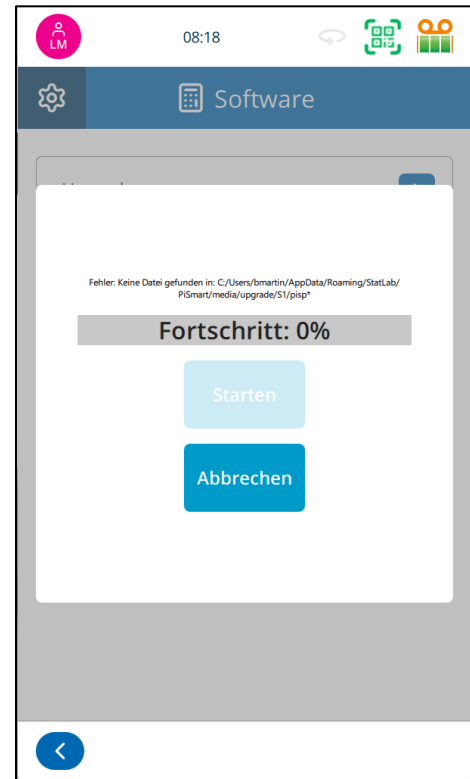 LM
08:18
Software
Fehler: Keine Datei gefunden in: C:/Users/bmartin/AppData/Roaming/StatLab/
PiSmart/media/upgrade/S1/pisp*
Fortschritt: 0%
Starten
Abbrechen